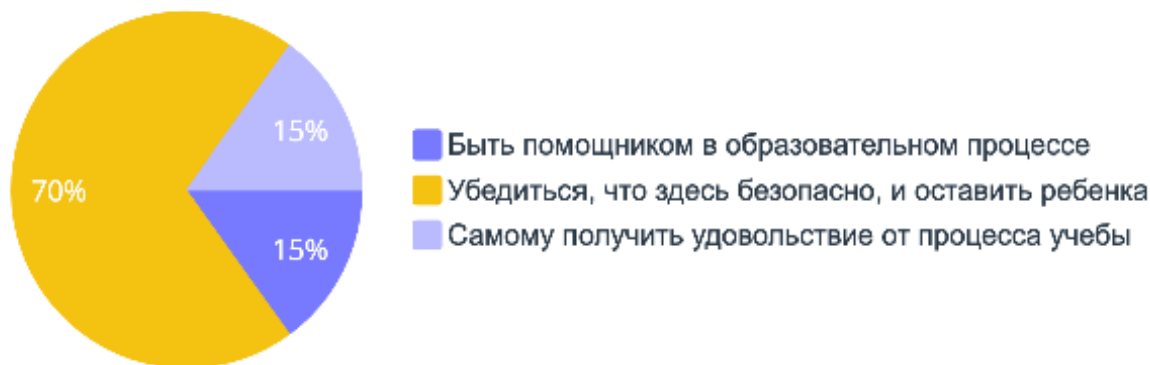 15%
70%
15%
Быть помощником в образовательном процессе
Убедиться, что здесь безопасно, и оставить ребенка
Самому получить удовольствие от процесса учебы